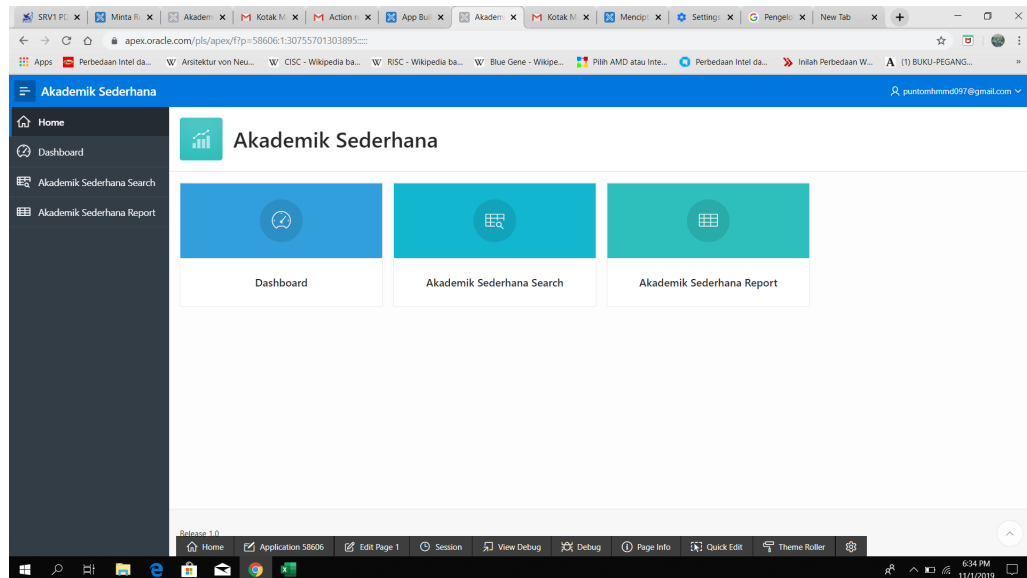 SRV1 PD
Minta R
Akadem
Kotak M
Action r
App Buil
Akadem
Kotak M
Mencipt
Settings
Pengelo
New Tab
apex.oracle.com/pls/apex/f?p=58606:1:30755701303895:::::
Apps
Perbedaan Intel da...
Arsitektur von Neu...
CISC - Wikipedia ba...
RISC - Wikipedia ba...
Blue Gene - Wikipe...
Pilih AMD atau Inte...
Perbedaan Intel da...
Inilah Perbedaan W...
(1) BUKU-PEGANG...
Akademik Sederhana
puntomhmmd097@gmail.com
Home
Dashboard
Akademik Sederhana Search
Akademik Sederhana Report
Akademik Sederhana
Dashboard
Akademik Sederhana Search
Akademik Sederhana Report
Release 1.0
Home
Application 58606
Edit Page 1
Session
View Debug
Debug
Page Info
Quick Edit
Theme Roller
6:34 PM
11/1/2019